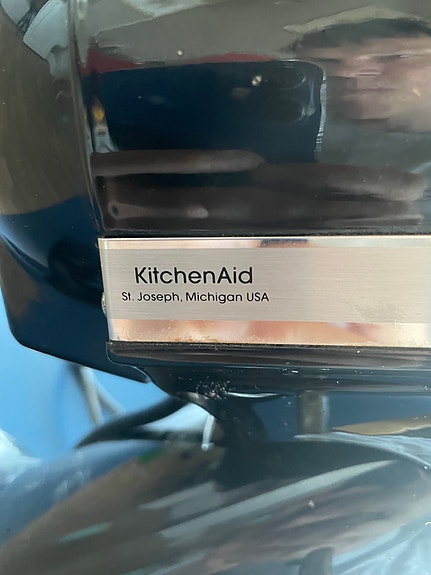 KitchenAid
St. Joseph, Michigan USA